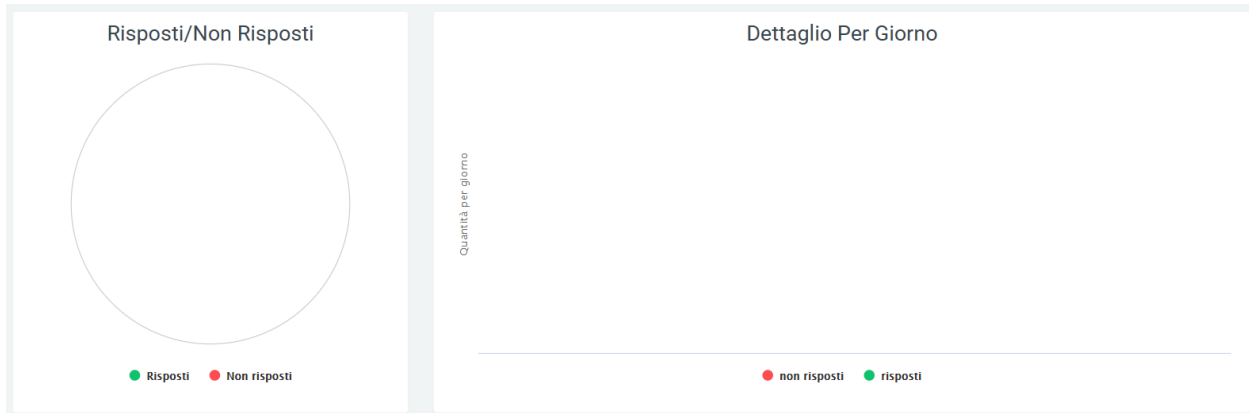 Risposti/Non Risposti
Risposti
Non risposti
Dettaglio Per Giorno
Quantità per giorno
non risposti
risposti